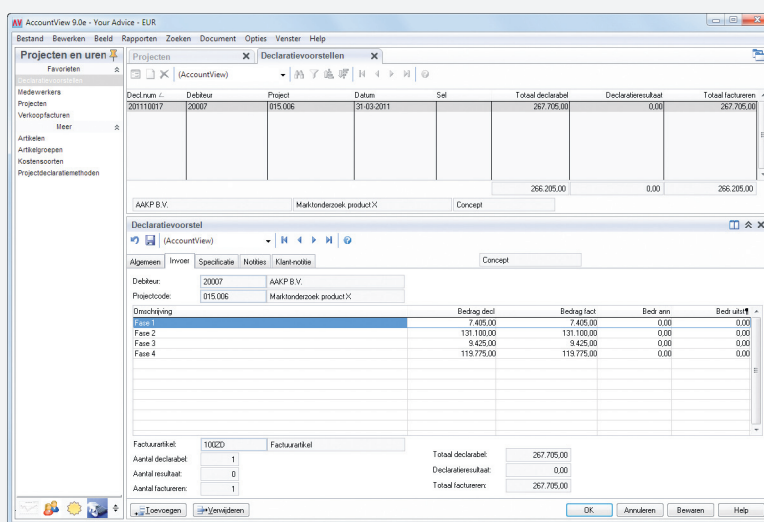 AccountView 9.0e - Your Advice - EUR
Bestand Bewerken Beeld Rapporten Zoeken Document Opties Venster Help
Projecten en uren
Favorieten
Declaratievoorstellen
Medewerkers
Projecten
Verkoopfacturen
Meer
Artikelen
Artikelgroepen
Kostensoorten
Projectdeclaratiemethoden
Projecten Declaratievoorstellen
(AccountView)
Decl.num Debiteur Project Datum Sel Totaal declarabel Declaratieresultaat Totaal factureren
201110017 20007 015.006 31-03-2011 267.705,00 0,00 267.705,00
266.205,00 0,00 266.205,00
AAKP B.V. Marktonderzoek product X Concept
Declaratievoorstel
(AccountView)
Algemeen Invoer Specificatie Notities Klant-notitie Concept
Debiteur: 20007 AAKP B.V.
Projectcode: 015.006 Marktonderzoek product X
Omschrijving Bedrag decl Bedrag fact Bedr ann Bedr uitst¶
Fase 1 7.405,00 7.405,00 0,00 0,00
Fase 2 131.100,00 131.100,00 0,00 0,00
Fase 3 9.425,00 9.425,00 0,00 0,00
Fase 4 119.775,00 119.775,00 0,00 0,00
Factuurartikel: 100ZD Factuurartikel
Aantal declarabel: 1 Totaal declarabel: 267.705,00
Aantal resultaat: 0 Declaratieresultaat: 0,00
Aantal factureren: 1 Totaal factureren: 267.705,00
Toevoegen Verwijderen OK Annuleren Bewaren Help